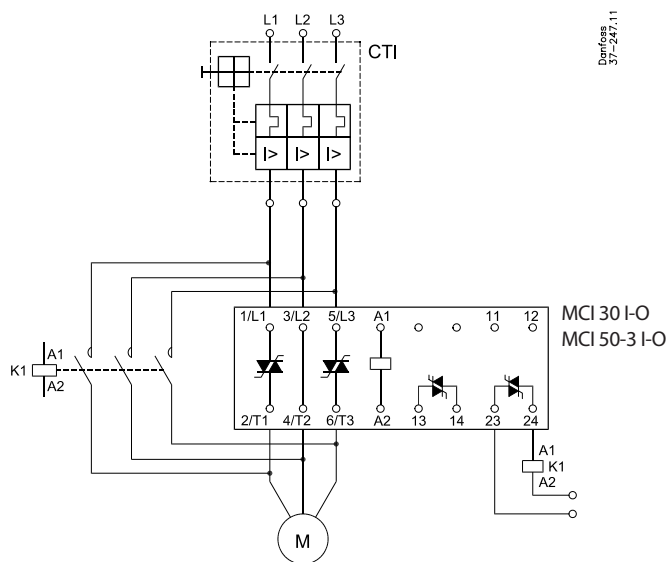 L1 L2 L3
CTI
Danfoss
37-247.11
I> I> I>
1/L1 3/L2 5/L3 A1 11 12
MCI 30 I-O
MCI 50-3 I-O
A1
K1
A2
2/T1 4/T2 6/T3 A2 13 14 23 24
A1
K1
A2
M